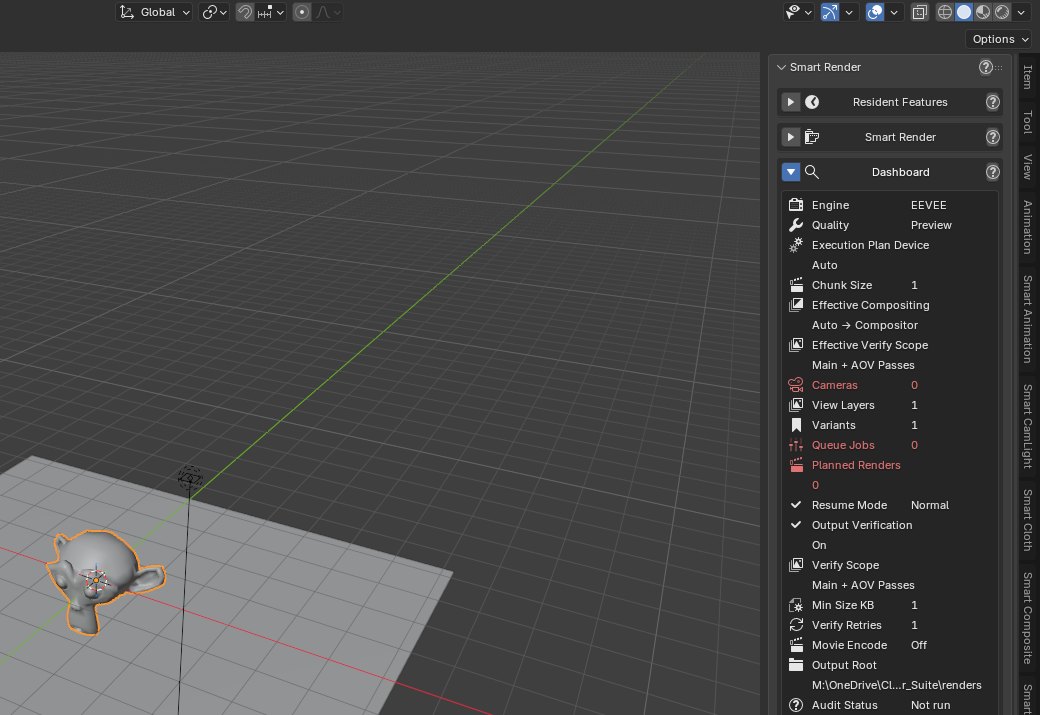 Global
Options
Smart Render
Resident Features
Smart Render
Dashboard
Engine EEVEE
Quality Preview
Execution Plan Device
Auto
Chunk Size 1
Effective Compositing
Auto → Compositor
Effective Verify Scope
Main + AOV Passes
Cameras 0
View Layers 1
Variants 1
Queue Jobs 0
Planned Renders
0
Resume Mode Normal
Output Verification
On
Verify Scope
Main + AOV Passes
Min Size KB 1
Verify Retries 1
Movie Encode Off
Output Root
M:\OneDrive\Cl...r_Suite\renders
Audit Status Not run
Item
Tool
View
Animation
Smart Animation
Smart CamLight
Smart Cloth
Smart Composite
Smart